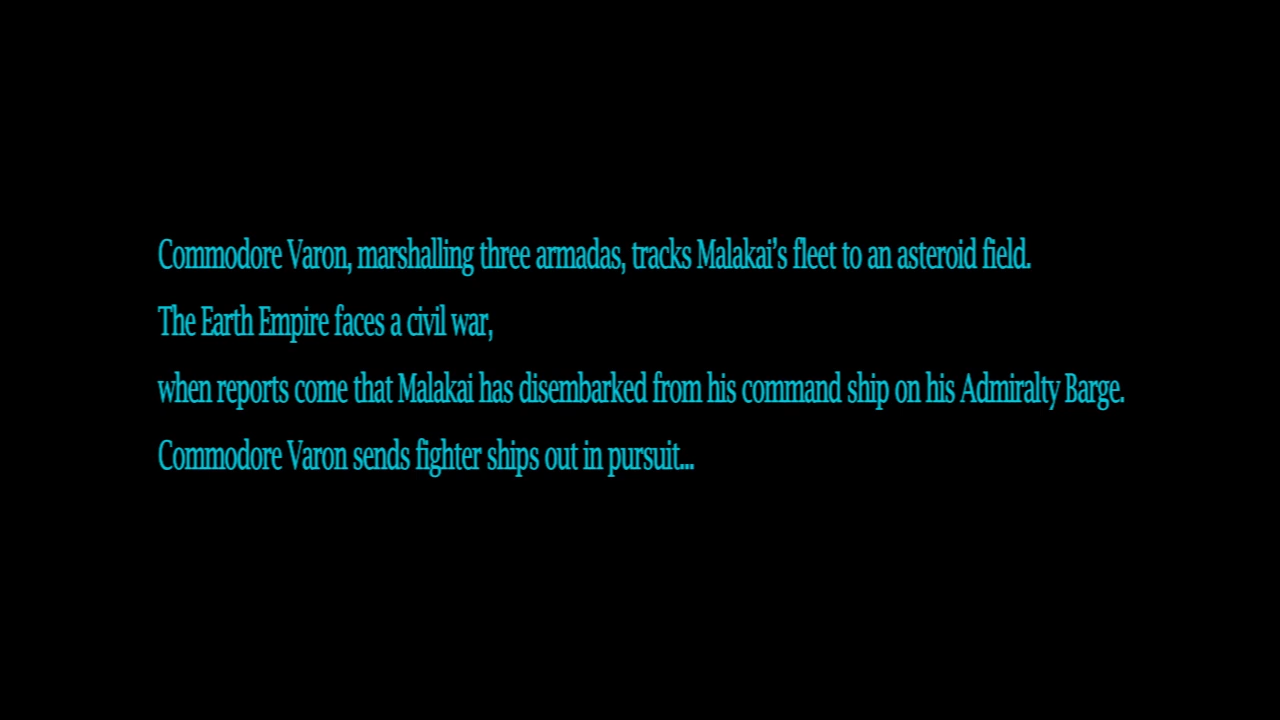 Commodore Varon, marshalling three armadas, tracks Malakai’s fleet to an asteroid field.
The Earth Empire faces a civil war,
when reports come that Malakai has disembarked from his command ship on his Admiralty Barge.
Commodore Varon sends fighter ships out in pursuit...